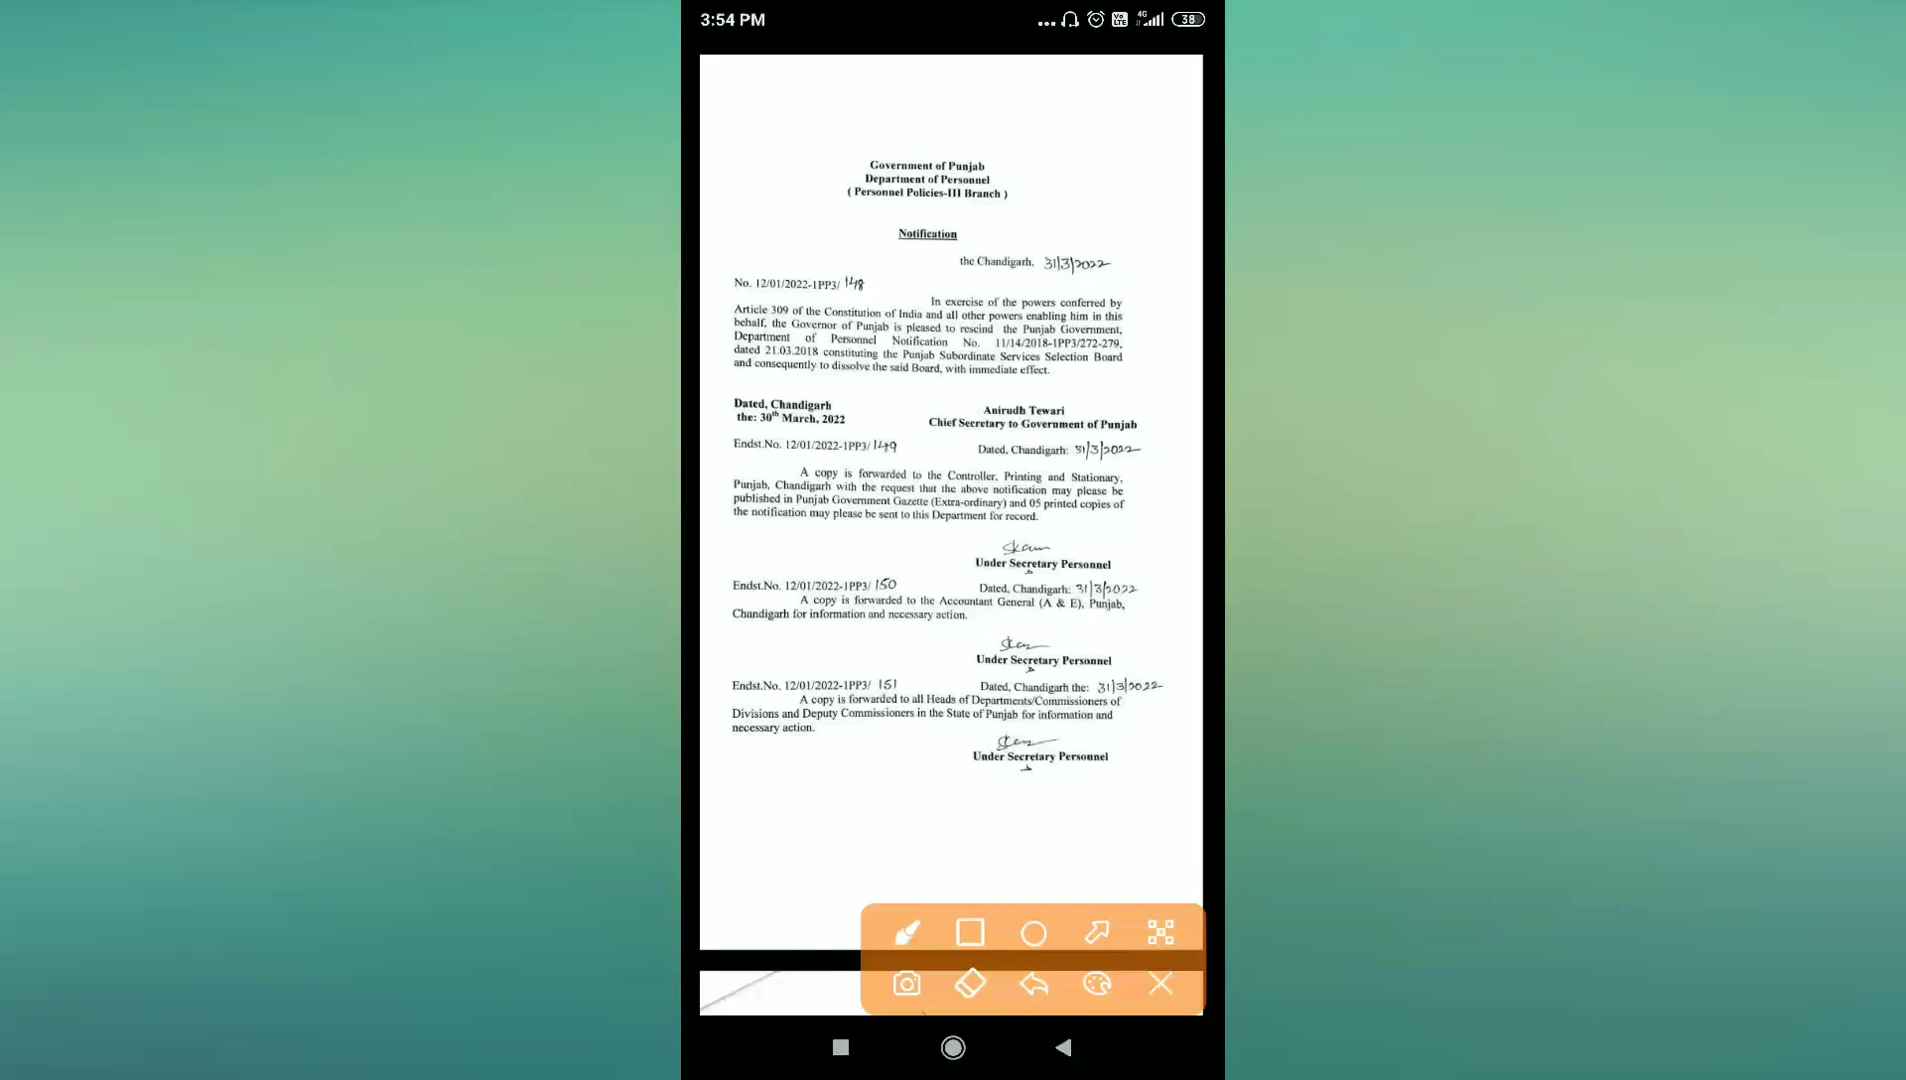 3:54 PM
4G
Vo LTE
38
Government of Punjab
Department of Personnel
( Personnel Policies-III Branch )
Notification
the Chandigarh, 31/3/2022
No. 12/01/2022-1PP3/ 148
In exercise of the powers conferred by
Article 309 of the Constitution of India and all other powers enabling him in this
behalf, the Governor of Punjab is pleased to rescind the Punjab Government,
Department of Personnel Notification No. 11/14/2018-1PP3/272-279,
dated 21.03.2018 constituting the Punjab Subordinate Services Selection Board
and consequently to dissolve the said Board, with immediate effect.
Dated, Chandigarh
the: 30th March, 2022
Anirudh Tewari
Chief Secretary to Government of Punjab
Endst.No. 12/01/2022-1PP3/ 149 Dated, Chandigarh: 31/3/2022
A copy is forwarded to the Controller, Printing and Stationary,
Punjab, Chandigarh with the request that the above notification may please be
published in Punjab Government Gazette (Extra-ordinary) and 05 printed copies of
the notification may please be sent to this Department for record.
Under Secretary Personnel
Endst.No. 12/01/2022-1PP3/ 150 Dated, Chandigarh: 31/3/2022
A copy is forwarded to the Accountant General (A & E), Punjab,
Chandigarh for information and necessary action.
Under Secretary Personnel
Endst.No. 12/01/2022-1PP3/ 151 Dated, Chandigarh the: 31/3/2022
A copy is forwarded to all Heads of Departments/Commissioners of
Divisions and Deputy Commissioners in the State of Punjab for information and
necessary action.
Under Secretary Personnel